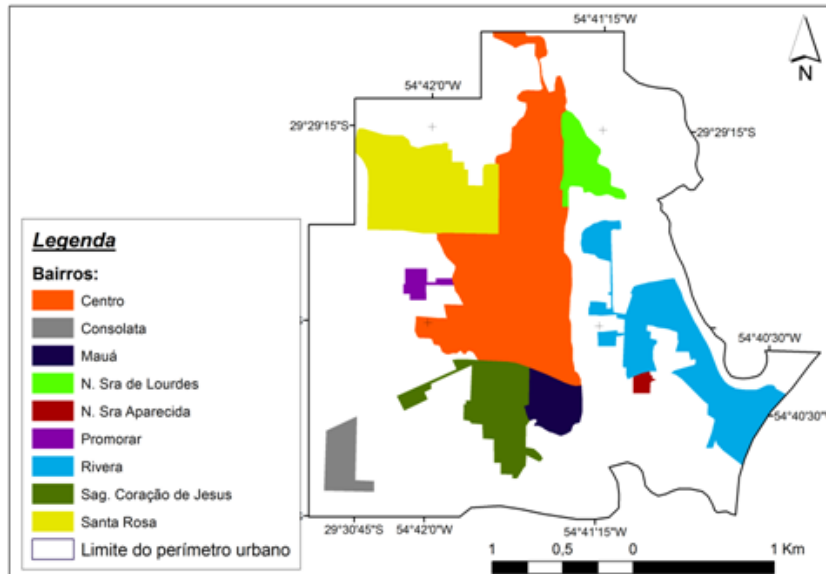 54°41'15"W
54°42'0"W
N
29°29'15"S
29°29'15"S
Legenda
Bairros:
Centro
Consolata
Mauá
N. Sra de Lourdes
N. Sra Aparecida
Promorar
Rivera
Sag. Coração de Jesus
Santa Rosa
Limite do perímetro urbano
54°40'30"W
54°40'30"
29°30'45"S
54°42'0"W
54°41'15"W
1
0,5
0
1 Km